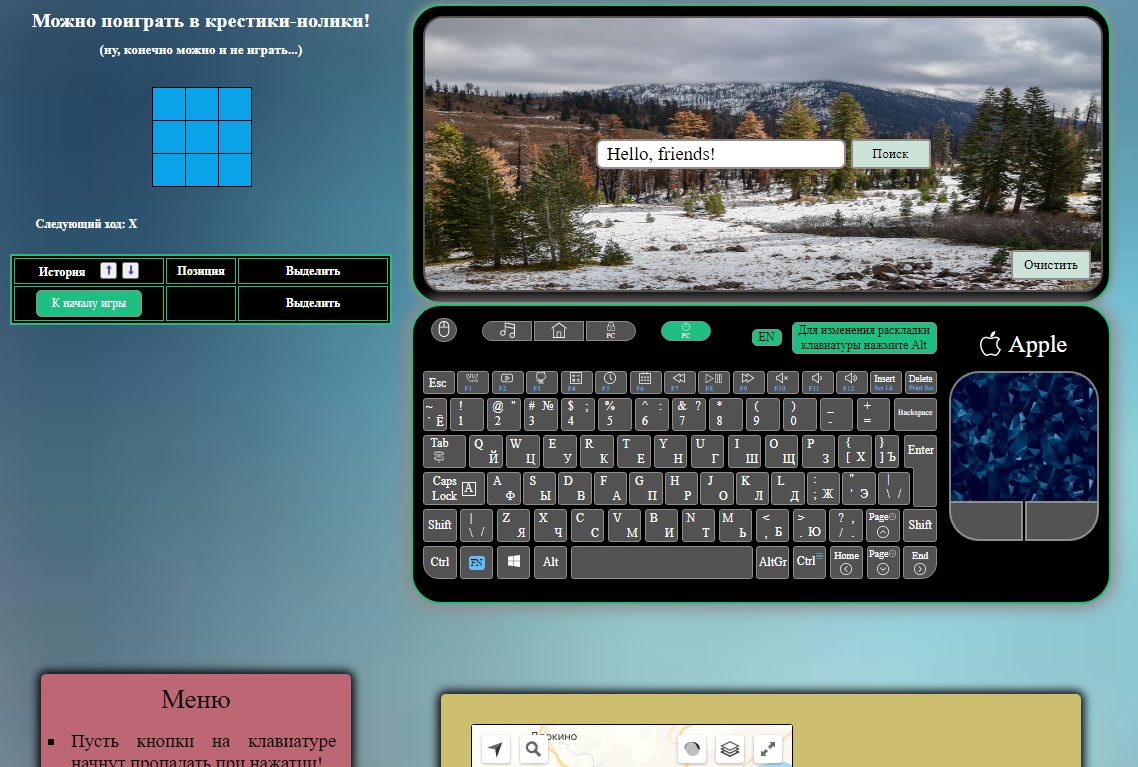 Можно поиграть в крестики-нолики!
(ну, конечно можно и не играть...)
Следующий ход: X
История ↑ ↓ Позиция Выделить
К началу игры Выделить
Hello, friends! Поиск
Очистить
PC PC EN Для изменения раскладки
клавиатуры нажмите Alt
Apple
Esc F1 F2 F3 F4 F5 F6 F7 F8 F9 F10 F11 F12 Insert Scr Lk Delete Print Scr
~ ` Ё ! 1 @ " 2 # № 3 $ ; 4 % 5 ^ : 6 & ? 7 * 8 ( 9 ) 0 _ - + = Backspace
Tab Q Й W Ц E У R К T Е Y Н U Г I Ш O Щ P З { [ Х } ] Ъ Enter
Caps Lock A A Ф S Ы D В F А G П H Р J О K Л L Д : ; Ж " ' Э | \ /
Shift | \ / Z Я X Ч C С V М B И N Т M Ь < , Б > . Ю ? , / . Page Shift
Ctrl FN Alt AltGr Ctrl Home Page End
Меню
Пусть кнопки на клавиатуре
начнут пропадать при нажатии!